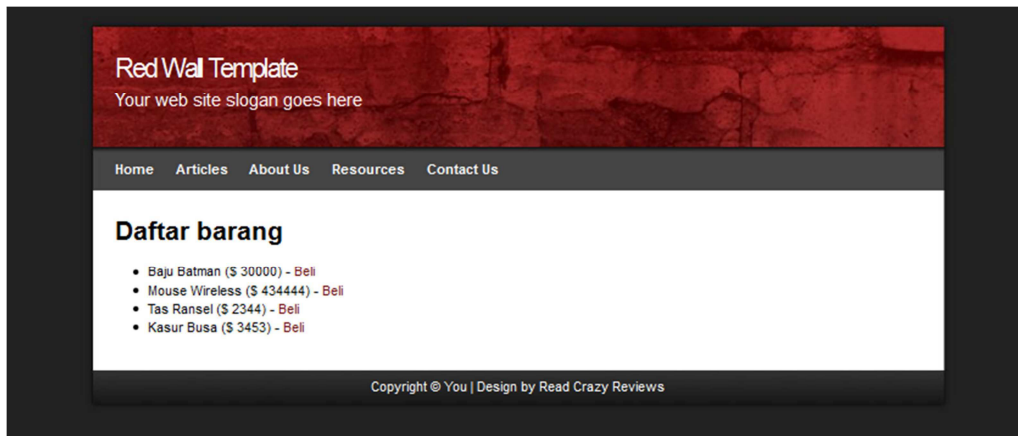 Red Wall Template
Your web site slogan goes here
Home Articles About Us Resources Contact Us
Daftar barang
• Baju Batman ($ 30000) - Beli
• Mouse Wireless ($ 434444) - Beli
• Tas Ransel ($ 2344) - Beli
• Kasur Busa ($ 3453) - Beli
Copyright © You | Design by Read Crazy Reviews